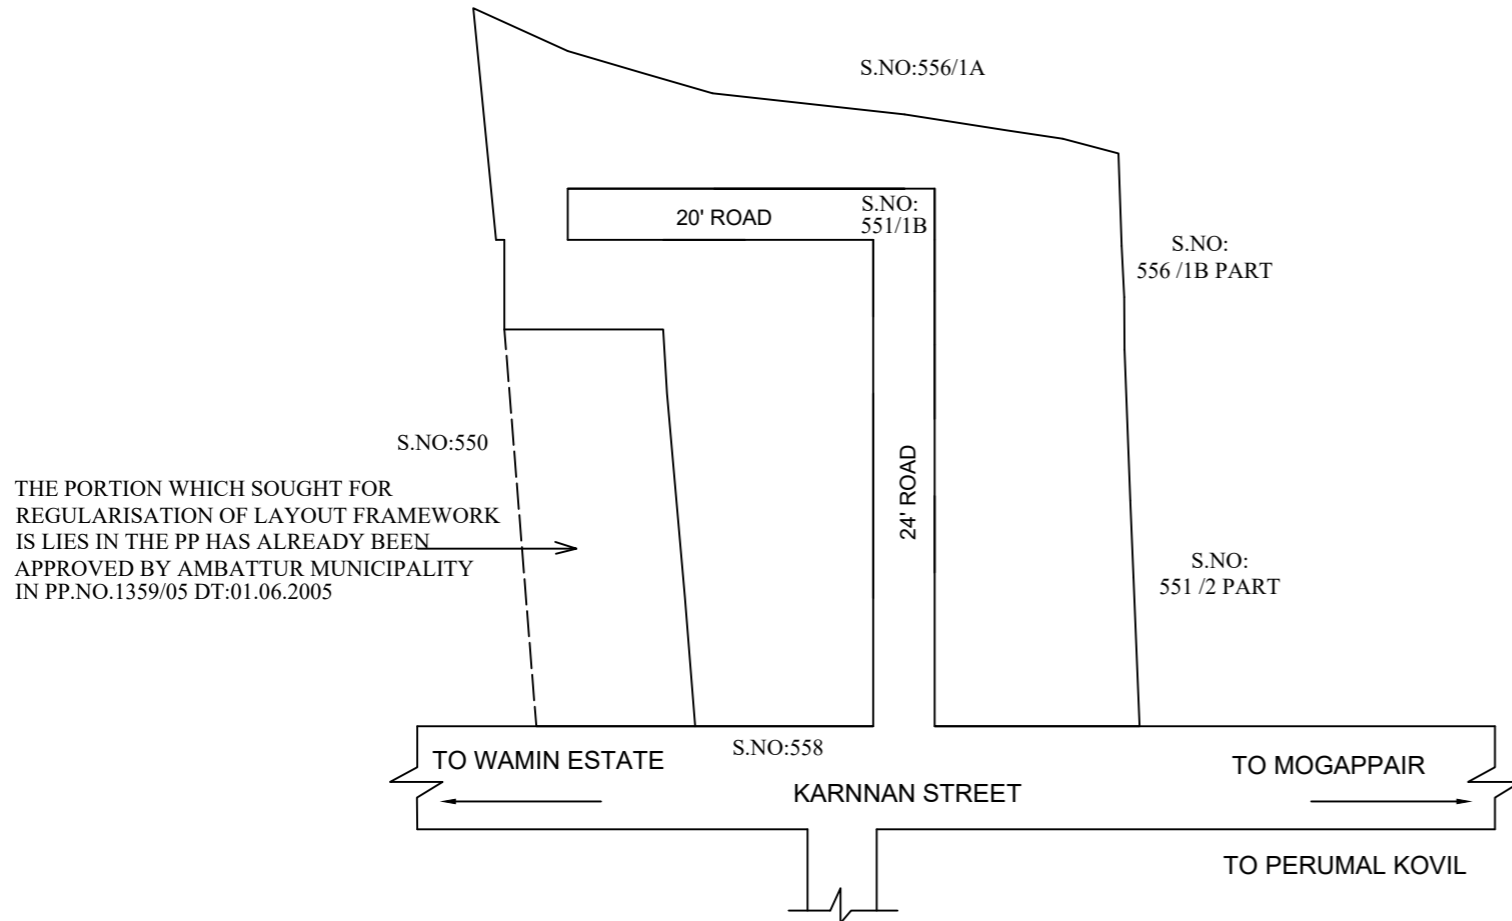 S.NO:556/1A
20' ROAD
S.NO:
551/1B
S.NO:
556 /1B PART
S.NO:550
24' ROAD
THE PORTION WHICH SOUGHT FOR
REGULARISATION OF LAYOUT FRAMEWORK
IS LIES IN THE PP HAS ALREADY BEEN
APPROVED BY AMBATTUR MUNICIPALITY
IN PP.NO.1359/05 DT:01.06.2005
S.NO:
551 /2 PART
S.NO:558
TO WAMIN ESTATE
TO MOGAPPAIR
KARNNAN STREET
TO PERUMAL KOVIL